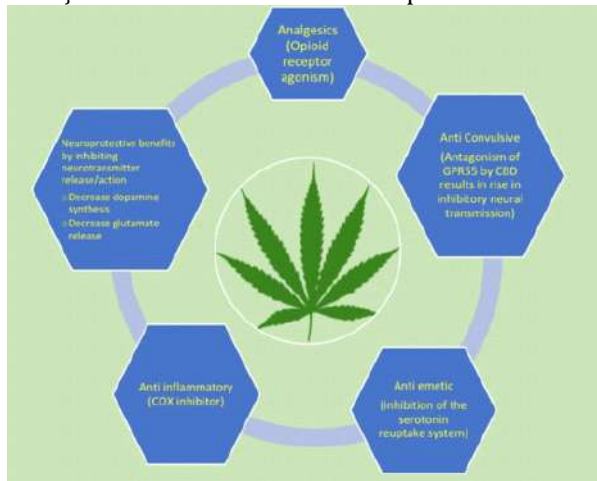 Analgesics
(Opioid
receptor
agonism)
Anti Convulsive
(Antagonism of
GPR55 by CBD
results in rise in
inhibitory neural
transmission)
Anti emetic
(Inhibition of the
serotonin
reuptake system)
Anti inflammatory
(COX inhibitor)
Neuroprotective benefits
by inhibiting
neurotransmitter
release/action
Decrease dopamine
synthesis
Decrease glutamate
release